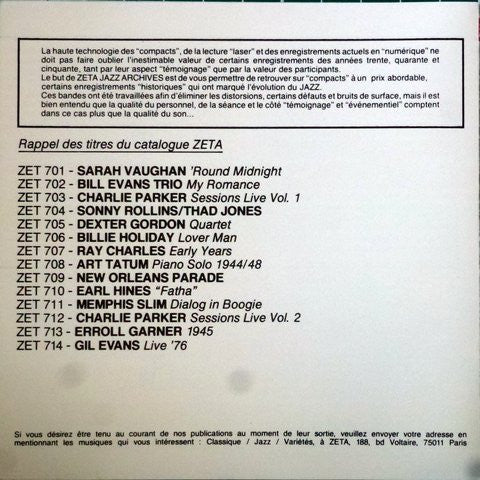 La haute technologie des "compacts", de la lecture "laser" et des enregistrements actuels en "numérique" ne
doit pas faire oublier l'inestimable valeur de certains enregistrements des années trente, quarante et
cinquante, tant par leur aspect "témoignage" que par la valeur des participants.
Le but de ZETA JAZZ ARCHIVES est de vous permettre de retrouver sur "compacts" à un prix abordable,
certains enregistrements "historiques" qui ont marqué l'évolution du JAZZ.
Ces bandes ont été travaillées afin d'éliminer les distorsions, certains défauts et bruits de surface, mais il est
bien entendu que la qualité du personnel, de la séance et le côté "témoignage" et "événementiel" comptent
dans ce cas plus que la qualité du son...
Rappel des titres du catalogue ZETA
ZET 701 - SARAH VAUGHAN 'Round Midnight
ZET 702 - BILL EVANS TRIO My Romance
ZET 703 - CHARLIE PARKER Sessions Live Vol. 1
ZET 704 - SONNY ROLLINS/THAD JONES
ZET 705 - DEXTER GORDON Quartet
ZET 706 - BILLIE HOLIDAY Lover Man
ZET 707 - RAY CHARLES Early Years
ZET 708 - ART TATUM Piano Solo 1944/48
ZET 709 - NEW ORLEANS PARADE
ZET 710 - EARL HINES "Fatha"
ZET 711 - MEMPHIS SLIM Dialog in Boogie
ZET 712 - CHARLIE PARKER Sessions Live Vol. 2
ZET 713 - ERROLL GARNER 1945
ZET 714 - GIL EVANS Live '76
Si vous désirez être tenu au courant de nos publications au moment de leur sortie, veuillez envoyer votre adresse en
mentionnant les musiques qui vous intéressent : Classique / Jazz / Variétés, à ZETA, 188, bd Voltaire, 75011 Paris